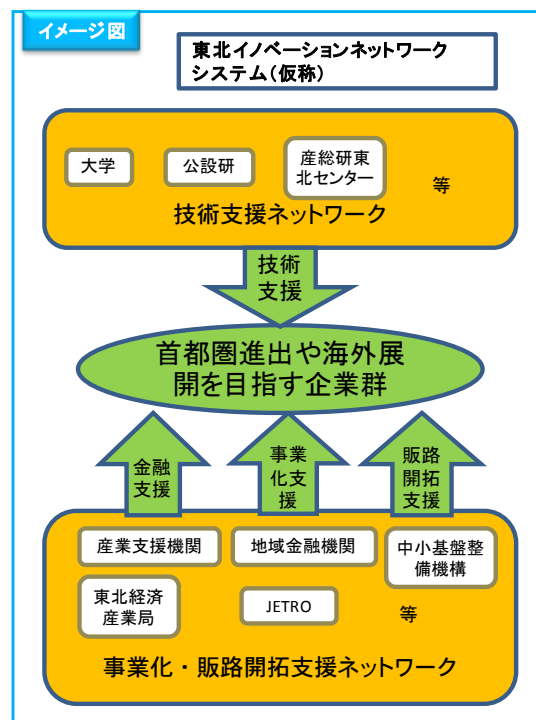 イメージ図
東北イノベーションネットワーク
システム(仮称)
大学
公設研
産総研東
北センター
等
技術支援ネットワーク
技術
支援
首都圏進出や海外展
開を目指す企業群
金融
支援
事業
化支
援
販路
開拓
支援
産業支援機関
地域金融機関
中小基盤整
備機構
東北経済
産業局
JETRO
等
事業化・販路開拓支援ネットワーク